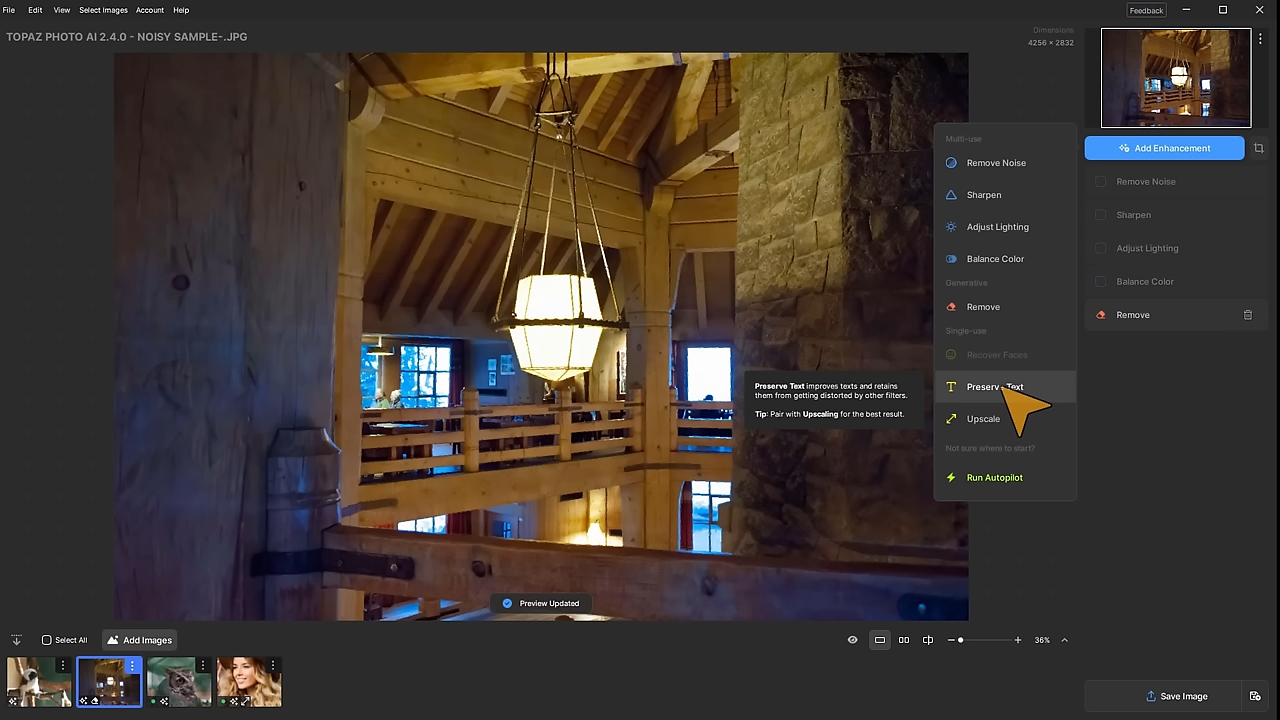 File Edit View Select Images Account Help
Feedback
TOPAZ PHOTO AI 2.4.0 - NOISY SAMPLE-.JPG
Dimensions
4256 × 2832
Add Enhancement
Multi-use
Remove Noise
Sharpen
Adjust Lighting
Balance Color
Generative
Remove
Single-use
Recover Faces
Preserve Text
Upscale
Not sure where to start?
Run Autopilot
Preserve Text improves texts and retains
them from getting distorted by other filters.
Tip: Pair with Upscaling for the best result.
Remove Noise
Sharpen
Adjust Lighting
Balance Color
Remove
Preview Updated
Select All
Add Images
36%
Save Image